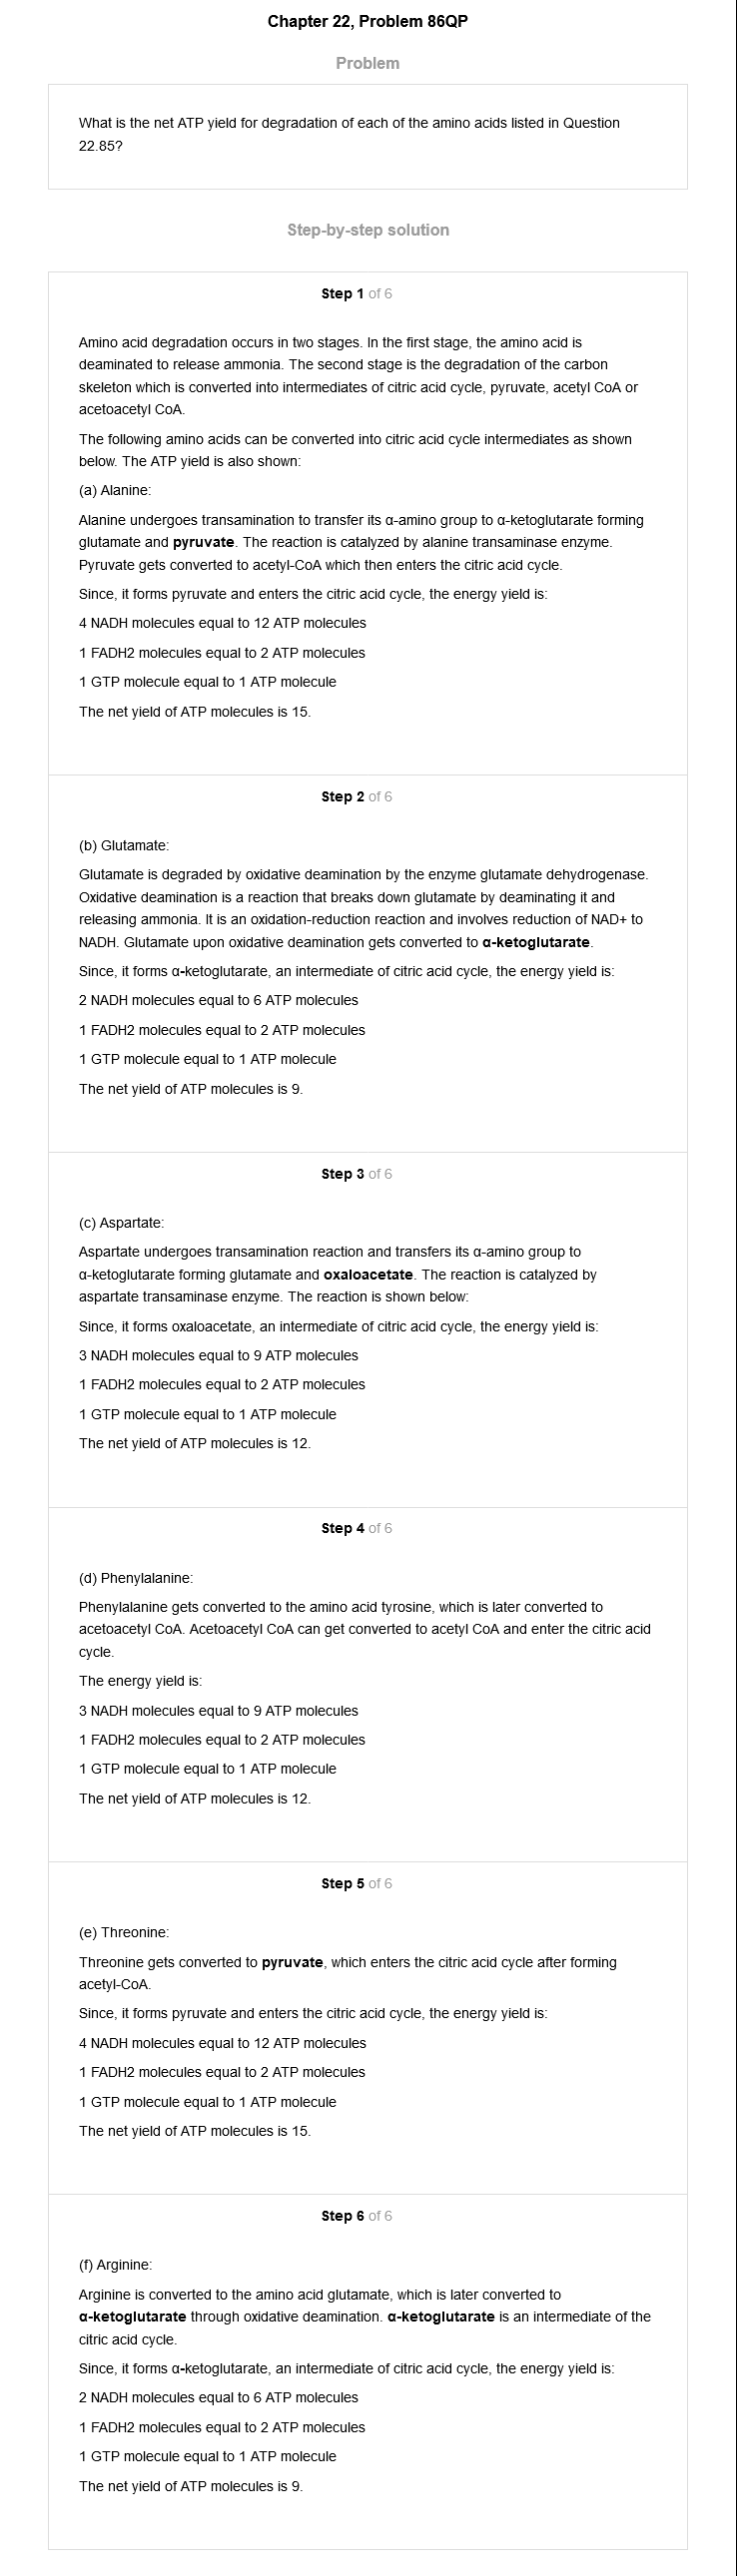 Chapter 22, Problem 86QP
Problem
What is the net ATP yield for degradation of each of the amino acids listed in Question
22.85?
Step-by-step solution
Step 1 of 6
Amino acid degradation occurs in two stages. In the first stage, the amino acid is
deaminated to release ammonia. The second stage is the degradation of the carbon
skeleton which is converted into intermediates of citric acid cycle, pyruvate, acetyl CoA or
acetoacetyl CoA.
The following amino acids can be converted into citric acid cycle intermediates as shown
below. The ATP yield is also shown:
(a) Alanine:
Alanine undergoes transamination to transfer its α-amino group to α-ketoglutarate forming
glutamate and pyruvate. The reaction is catalyzed by alanine transaminase enzyme.
Pyruvate gets converted to acetyl-CoA which then enters the citric acid cycle.
Since, it forms pyruvate and enters the citric acid cycle, the energy yield is:
4 NADH molecules equal to 12 ATP molecules
1 FADH2 molecules equal to 2 ATP molecules
1 GTP molecule equal to 1 ATP molecule
The net yield of ATP molecules is 15.
Step 2 of 6
(b) Glutamate:
Glutamate is degraded by oxidative deamination by the enzyme glutamate dehydrogenase.
Oxidative deamination is a reaction that breaks down glutamate by deaminating it and
releasing ammonia. It is an oxidation-reduction reaction and involves reduction of NAD+ to
NADH. Glutamate upon oxidative deamination gets converted to α-ketoglutarate.
Since, it forms α-ketoglutarate, an intermediate of citric acid cycle, the energy yield is:
2 NADH molecules equal to 6 ATP molecules
1 FADH2 molecules equal to 2 ATP molecules
1 GTP molecule equal to 1 ATP molecule
The net yield of ATP molecules is 9.
Step 3 of 6
(c) Aspartate:
Aspartate undergoes transamination reaction and transfers its α-amino group to
α-ketoglutarate forming glutamate and oxaloacetate. The reaction is catalyzed by
aspartate transaminase enzyme. The reaction is shown below:
Since, it forms oxaloacetate, an intermediate of citric acid cycle, the energy yield is:
3 NADH molecules equal to 9 ATP molecules
1 FADH2 molecules equal to 2 ATP molecules
1 GTP molecule equal to 1 ATP molecule
The net yield of ATP molecules is 12.
Step 4 of 6
(d) Phenylalanine:
Phenylalanine gets converted to the amino acid tyrosine, which is later converted to
acetoacetyl CoA. Acetoacetyl CoA can get converted to acetyl CoA and enter the citric acid
cycle.
The energy yield is:
3 NADH molecules equal to 9 ATP molecules
1 FADH2 molecules equal to 2 ATP molecules
1 GTP molecule equal to 1 ATP molecule
The net yield of ATP molecules is 12.
Step 5 of 6
(e) Threonine:
Threonine gets converted to pyruvate, which enters the citric acid cycle after forming
acetyl-CoA.
Since, it forms pyruvate and enters the citric acid cycle, the energy yield is:
4 NADH molecules equal to 12 ATP molecules
1 FADH2 molecules equal to 2 ATP molecules
1 GTP molecule equal to 1 ATP molecule
The net yield of ATP molecules is 15.
Step 6 of 6
(f) Arginine:
Arginine is converted to the amino acid glutamate, which is later converted to
α-ketoglutarate through oxidative deamination. α-ketoglutarate is an intermediate of the
citric acid cycle.
Since, it forms α-ketoglutarate, an intermediate of citric acid cycle, the energy yield is:
2 NADH molecules equal to 6 ATP molecules
1 FADH2 molecules equal to 2 ATP molecules
1 GTP molecule equal to 1 ATP molecule
The net yield of ATP molecules is 9.